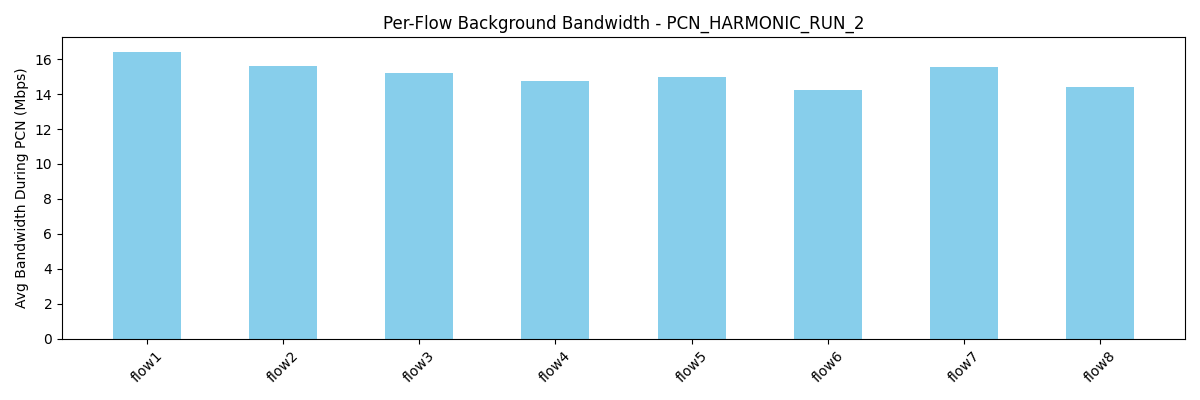 Per-Flow Background Bandwidth - PCN_HARMONIC_RUN_2
Avg Bandwidth During PCN (Mbps)
16
14
12
10
8
6
4
2
0
flow1
flow2
flow3
flow4
flow5
flow6
flow7
flow8